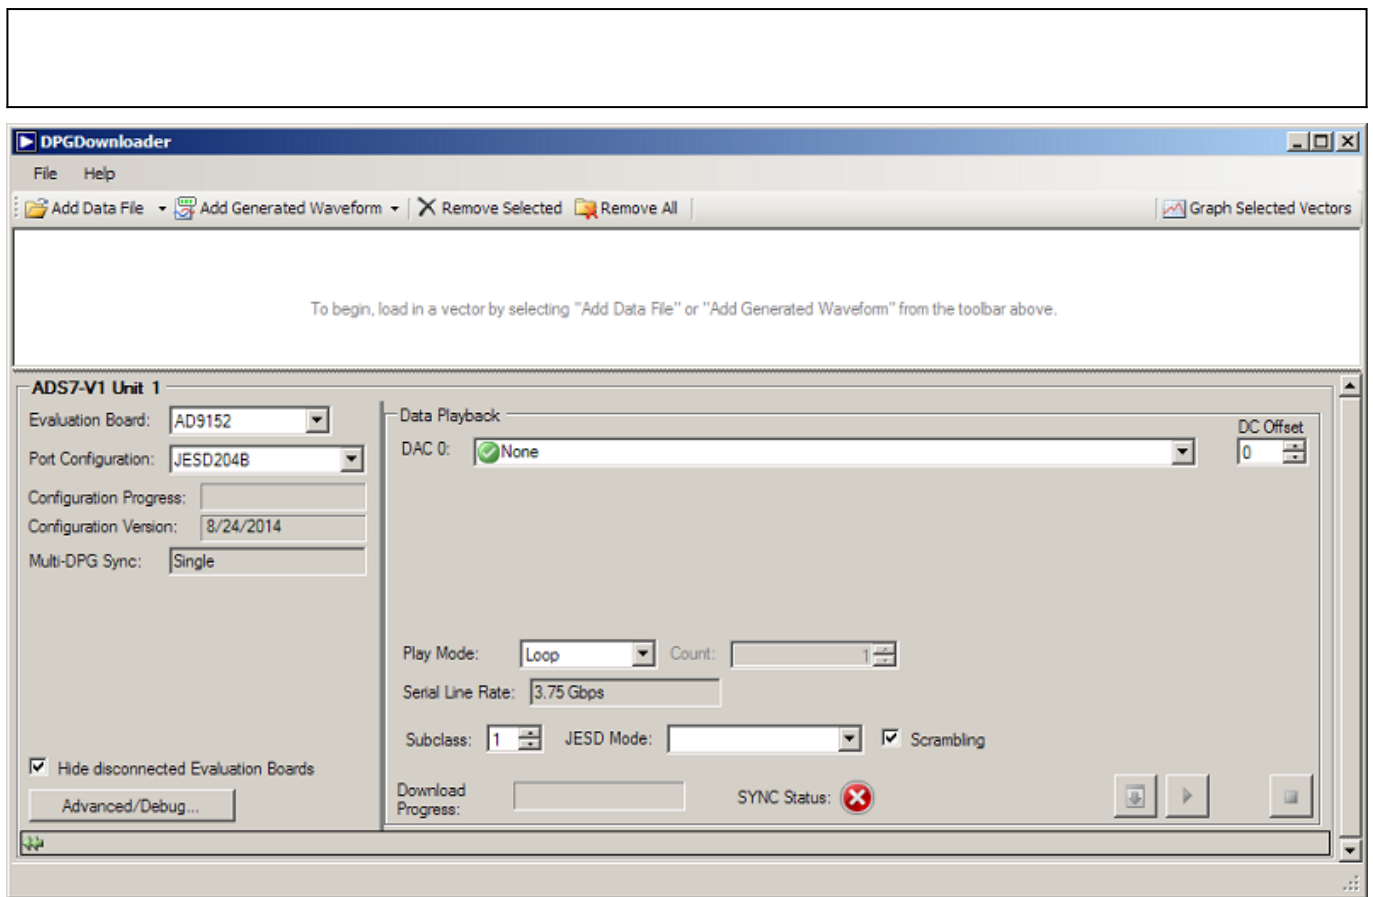 DPGDownloader
File Help
Add Data File Add Generated Waveform Remove Selected Remove All Graph Selected Vectors
To begin, load in a vector by selecting "Add Data File" or "Add Generated Waveform" from the toolbar above.
ADS7-V1 Unit 1
Evaluation Board: AD9152
Port Configuration: JESD204B
Configuration Progress:
Configuration Version: 8/24/2014
Multi-DPG Sync: Single
Hide disconnected Evaluation Boards
Advanced/Debug...
Data Playback
DC Offset
DAC 0: None 0
Play Mode: Loop Count: 1
Serial Line Rate: 3.75 Gbps
Subclass: 1 JESD Mode: Scrambling
Download
Progress:
SYNC Status: